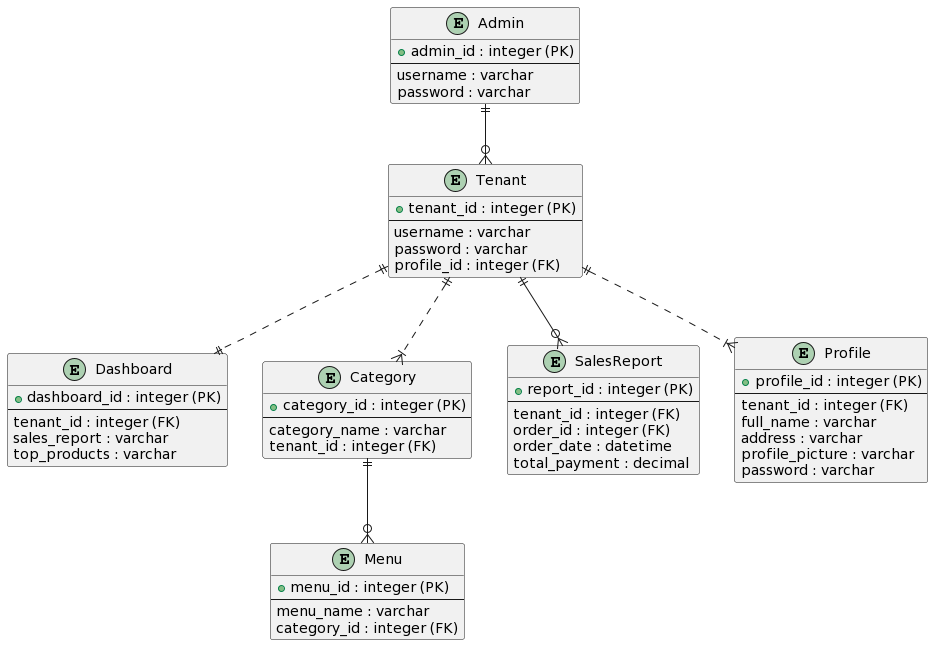 E Admin
admin_id : integer (PK)
username : varchar
password : varchar
E Tenant
tenant_id : integer (PK)
username : varchar
password : varchar
profile_id : integer (FK)
E Dashboard
dashboard_id : integer (PK)
tenant_id : integer (FK)
sales_report : varchar
top_products : varchar
E Category
category_id : integer (PK)
category_name : varchar
tenant_id : integer (FK)
E SalesReport
report_id : integer (PK)
tenant_id : integer (FK)
order_id : integer (FK)
order_date : datetime
total_payment : decimal
E Profile
profile_id : integer (PK)
tenant_id : integer (FK)
full_name : varchar
address : varchar
profile_picture : varchar
password : varchar
E Menu
menu_id : integer (PK)
menu_name : varchar
category_id : integer (FK)